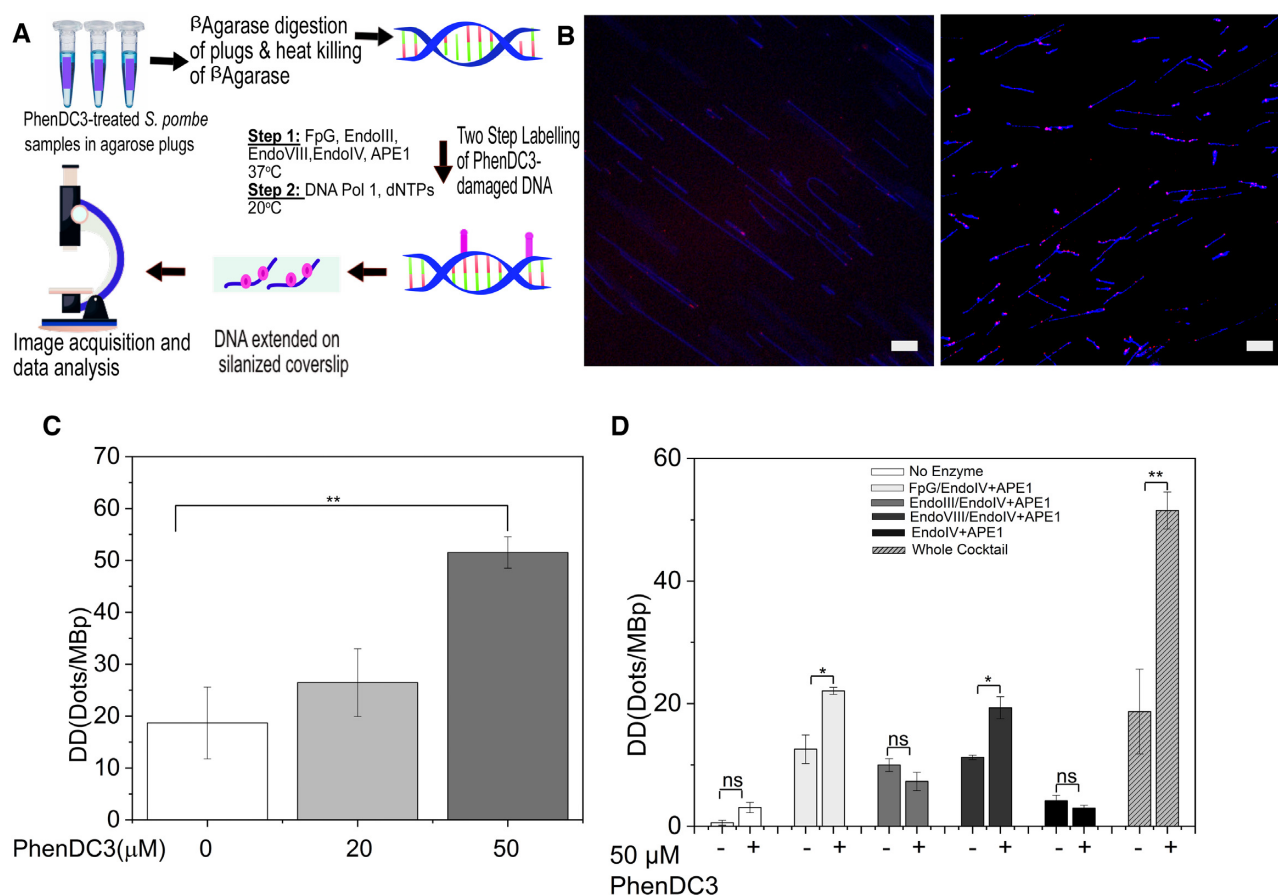 A
βAgarase digestion
of plugs & heat killing
of βAgarase
PhenDC3-treated S. pombe
samples in agarose plugs
Step 1: FpG, EndoIII,
EndoVIII,EndoIV, APE1
37°C
Step 2: DNA Pol 1, dNTPs
20°C
Two Step Labelling
of PhenDC3-
damaged DNA
DNA extended on
silanized coverslip
Image acquisition and
data analysis
B
C
DD(Dots/MBp)
70
60
50
40
30
20
10
0
**
PhenDC3(μM) 0 20 50
D
DD(Dots/MBp)
60
40
20
0
No Enzyme
FpG/EndoIV+APE1
EndoIII/EndoIV+APE1
EndoVIII/EndoIV+APE1
EndoIV+APE1
Whole Cocktail
ns * ns * ns **
50 μM - + - + - + - + - + - +
PhenDC3